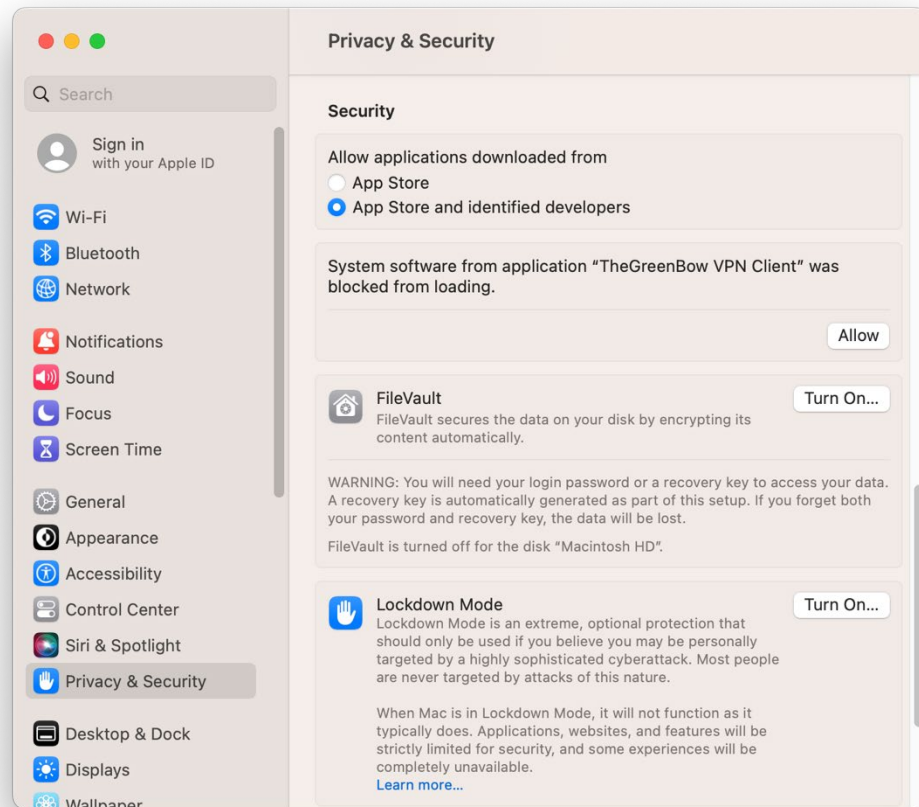 Privacy & Security
Search
Sign in
with your Apple ID
Wi-Fi
Bluetooth
Network
Notifications
Sound
Focus
Screen Time
General
Appearance
Accessibility
Control Center
Siri & Spotlight
Privacy & Security
Desktop & Dock
Displays
Wallpaper
Security
Allow applications downloaded from
App Store
App Store and identified developers
System software from application “TheGreenBow VPN Client” was
blocked from loading.
Allow
FileVault
Turn On...
FileVault secures the data on your disk by encrypting its
content automatically.
WARNING: You will need your login password or a recovery key to access your data.
A recovery key is automatically generated as part of this setup. If you forget both
your password and recovery key, the data will be lost.
FileVault is turned off for the disk “Macintosh HD”.
Lockdown Mode
Turn On...
Lockdown Mode is an extreme, optional protection that
should only be used if you believe you may be personally
targeted by a highly sophisticated cyberattack. Most people
are never targeted by attacks of this nature.
When Mac is in Lockdown Mode, it will not function as it
typically does. Applications, websites, and features will be
strictly limited for security, and some experiences will be
completely unavailable.
Learn more...